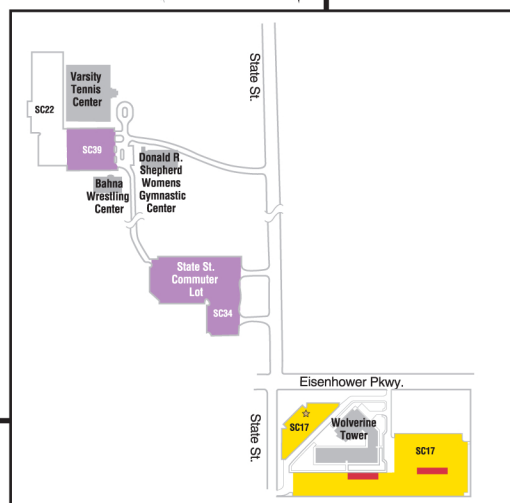 State St.
Varsity
Tennis
Center
SC22
SC39
Donald R.
Shepherd
Womens
Gymnastic
Center
Bahna
Wrestling
Center
State St.
Commuter
Lot
SC34
Eisenhower Pkwy.
State St.
SC17
Wolverine
Tower
SC17